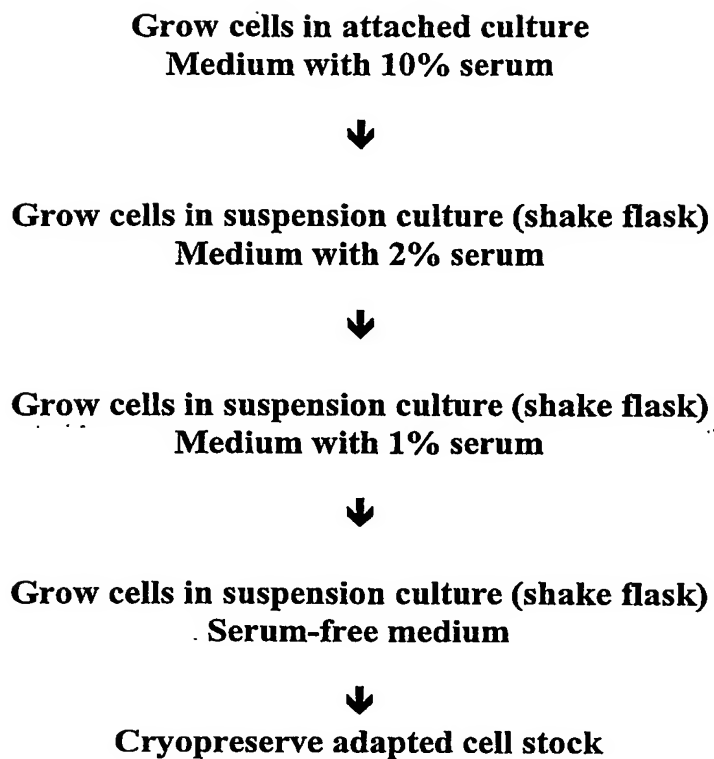 Grow cells in attached culture
Medium with 10% serum
Grow cells in suspension culture (shake flask)
Medium with 2% serum
Grow cells in suspension culture (shake flask)
Medium with 1% serum
Grow cells in suspension culture (shake flask)
Serum-free medium
Cryopreserve adapted cell stock